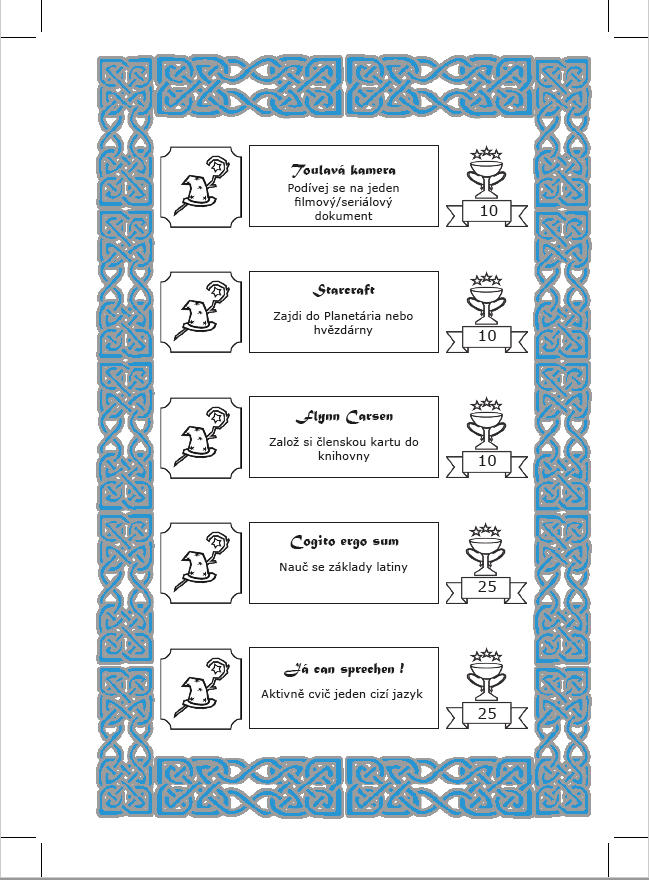 Toulavá kamera
Podívej se na jeden
filmový/seriálový
dokument
10
Starcraft
Zajdi do Planetária nebo
hvězdárny
10
Flynn Carsen
Založ si členskou kartu do
knihovny
10
Cogito ergo sum
Nauč se základy latiny
25
Já can sprechen !
Aktivně cvič jeden cizí jazyk
25